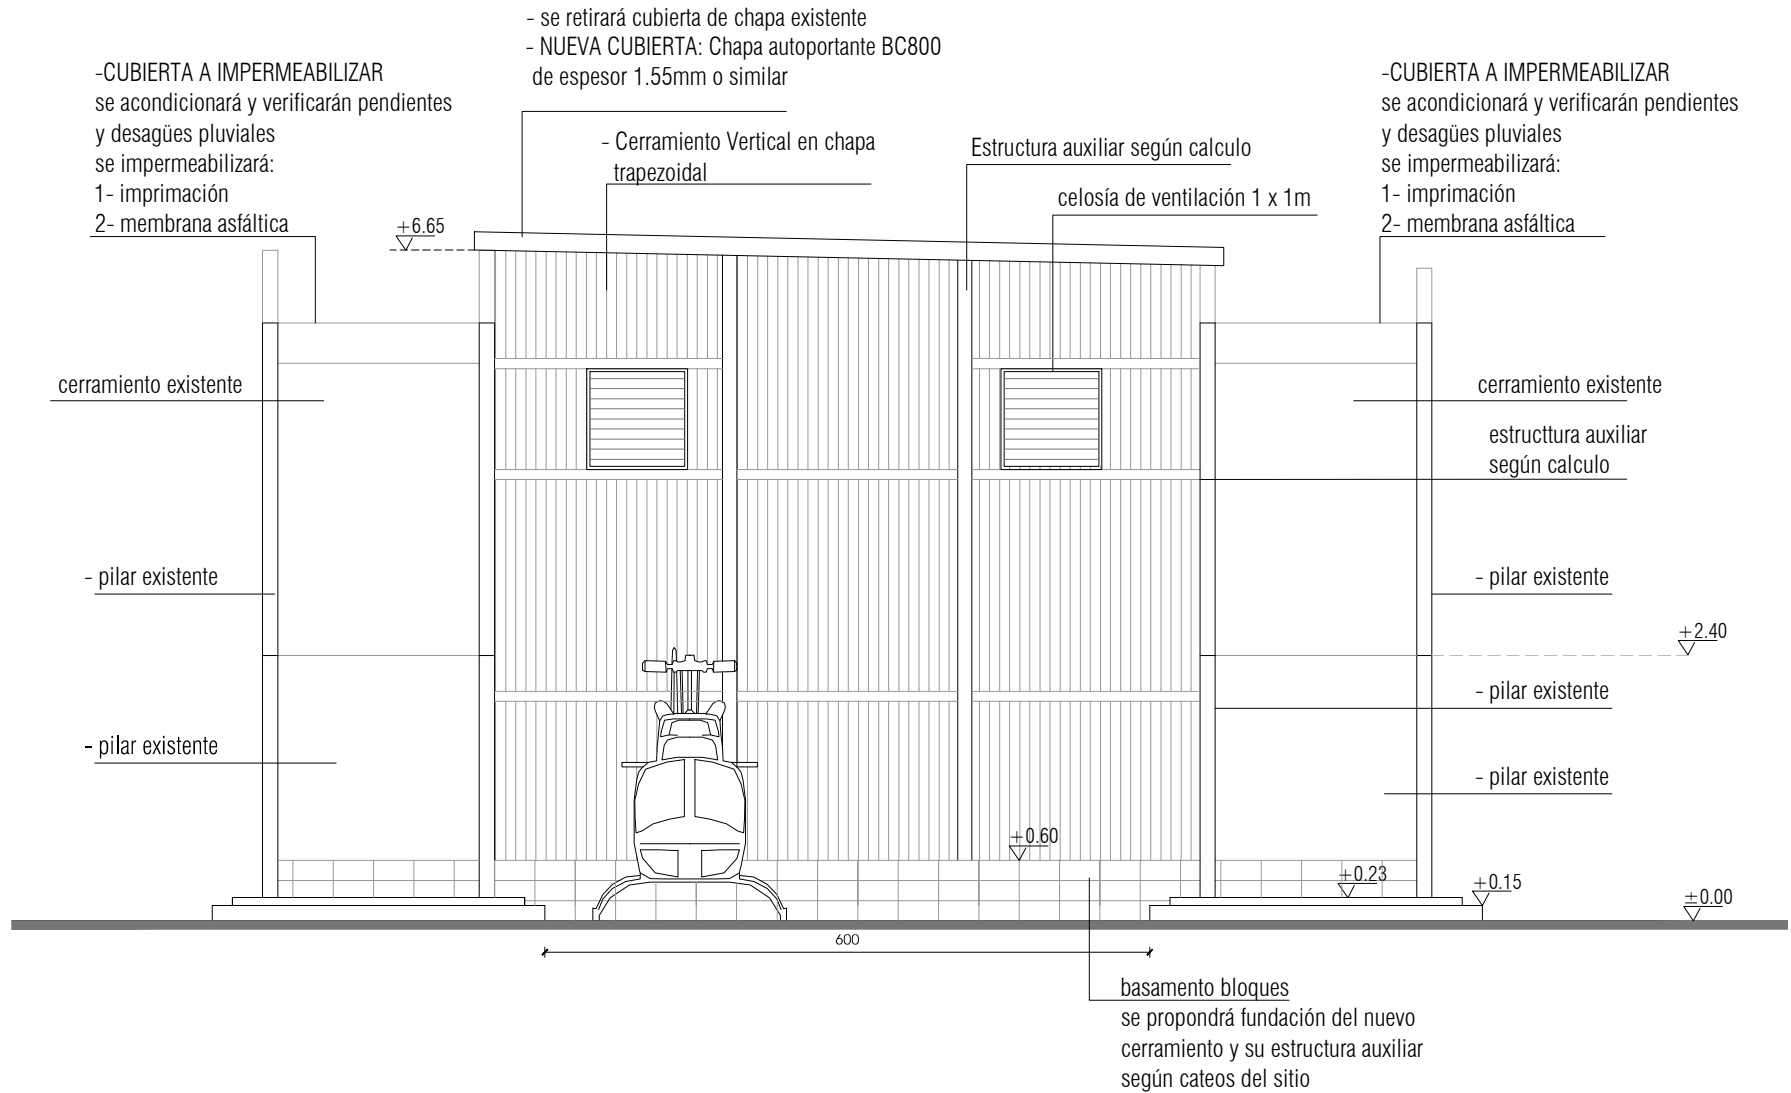 - se retirará cubierta de chapa existente
- NUEVA CUBIERTA: Chapa autoportante BC800
de espesor 1.55mm o similar
-CUBIERTA A IMPERMEABILIZAR
se acondicionará y verificarán pendientes
y desagües pluviales
se impermeabilizará:
1- imprimación
2- membrana asfáltica
-CUBIERTA A IMPERMEABILIZAR
se acondicionará y verificarán pendientes
y desagües pluviales
se impermeabilizará:
1- imprimación
2- membrana asfáltica
- Cerramiento Vertical en chapa
trapezoidal
Estructura auxiliar según calculo
celosía de ventilación 1 x 1m
+6.65
cerramiento existente
cerramiento existente
estructtura auxiliar
según calculo
- pilar existente
- pilar existente
+2.40
- pilar existente
- pilar existente
- pilar existente
+0.60
+0.23
+0.15
±0.00
600
basamento bloques
se propondrá fundación del nuevo
cerramiento y su estructura auxiliar
según cateos del sitio